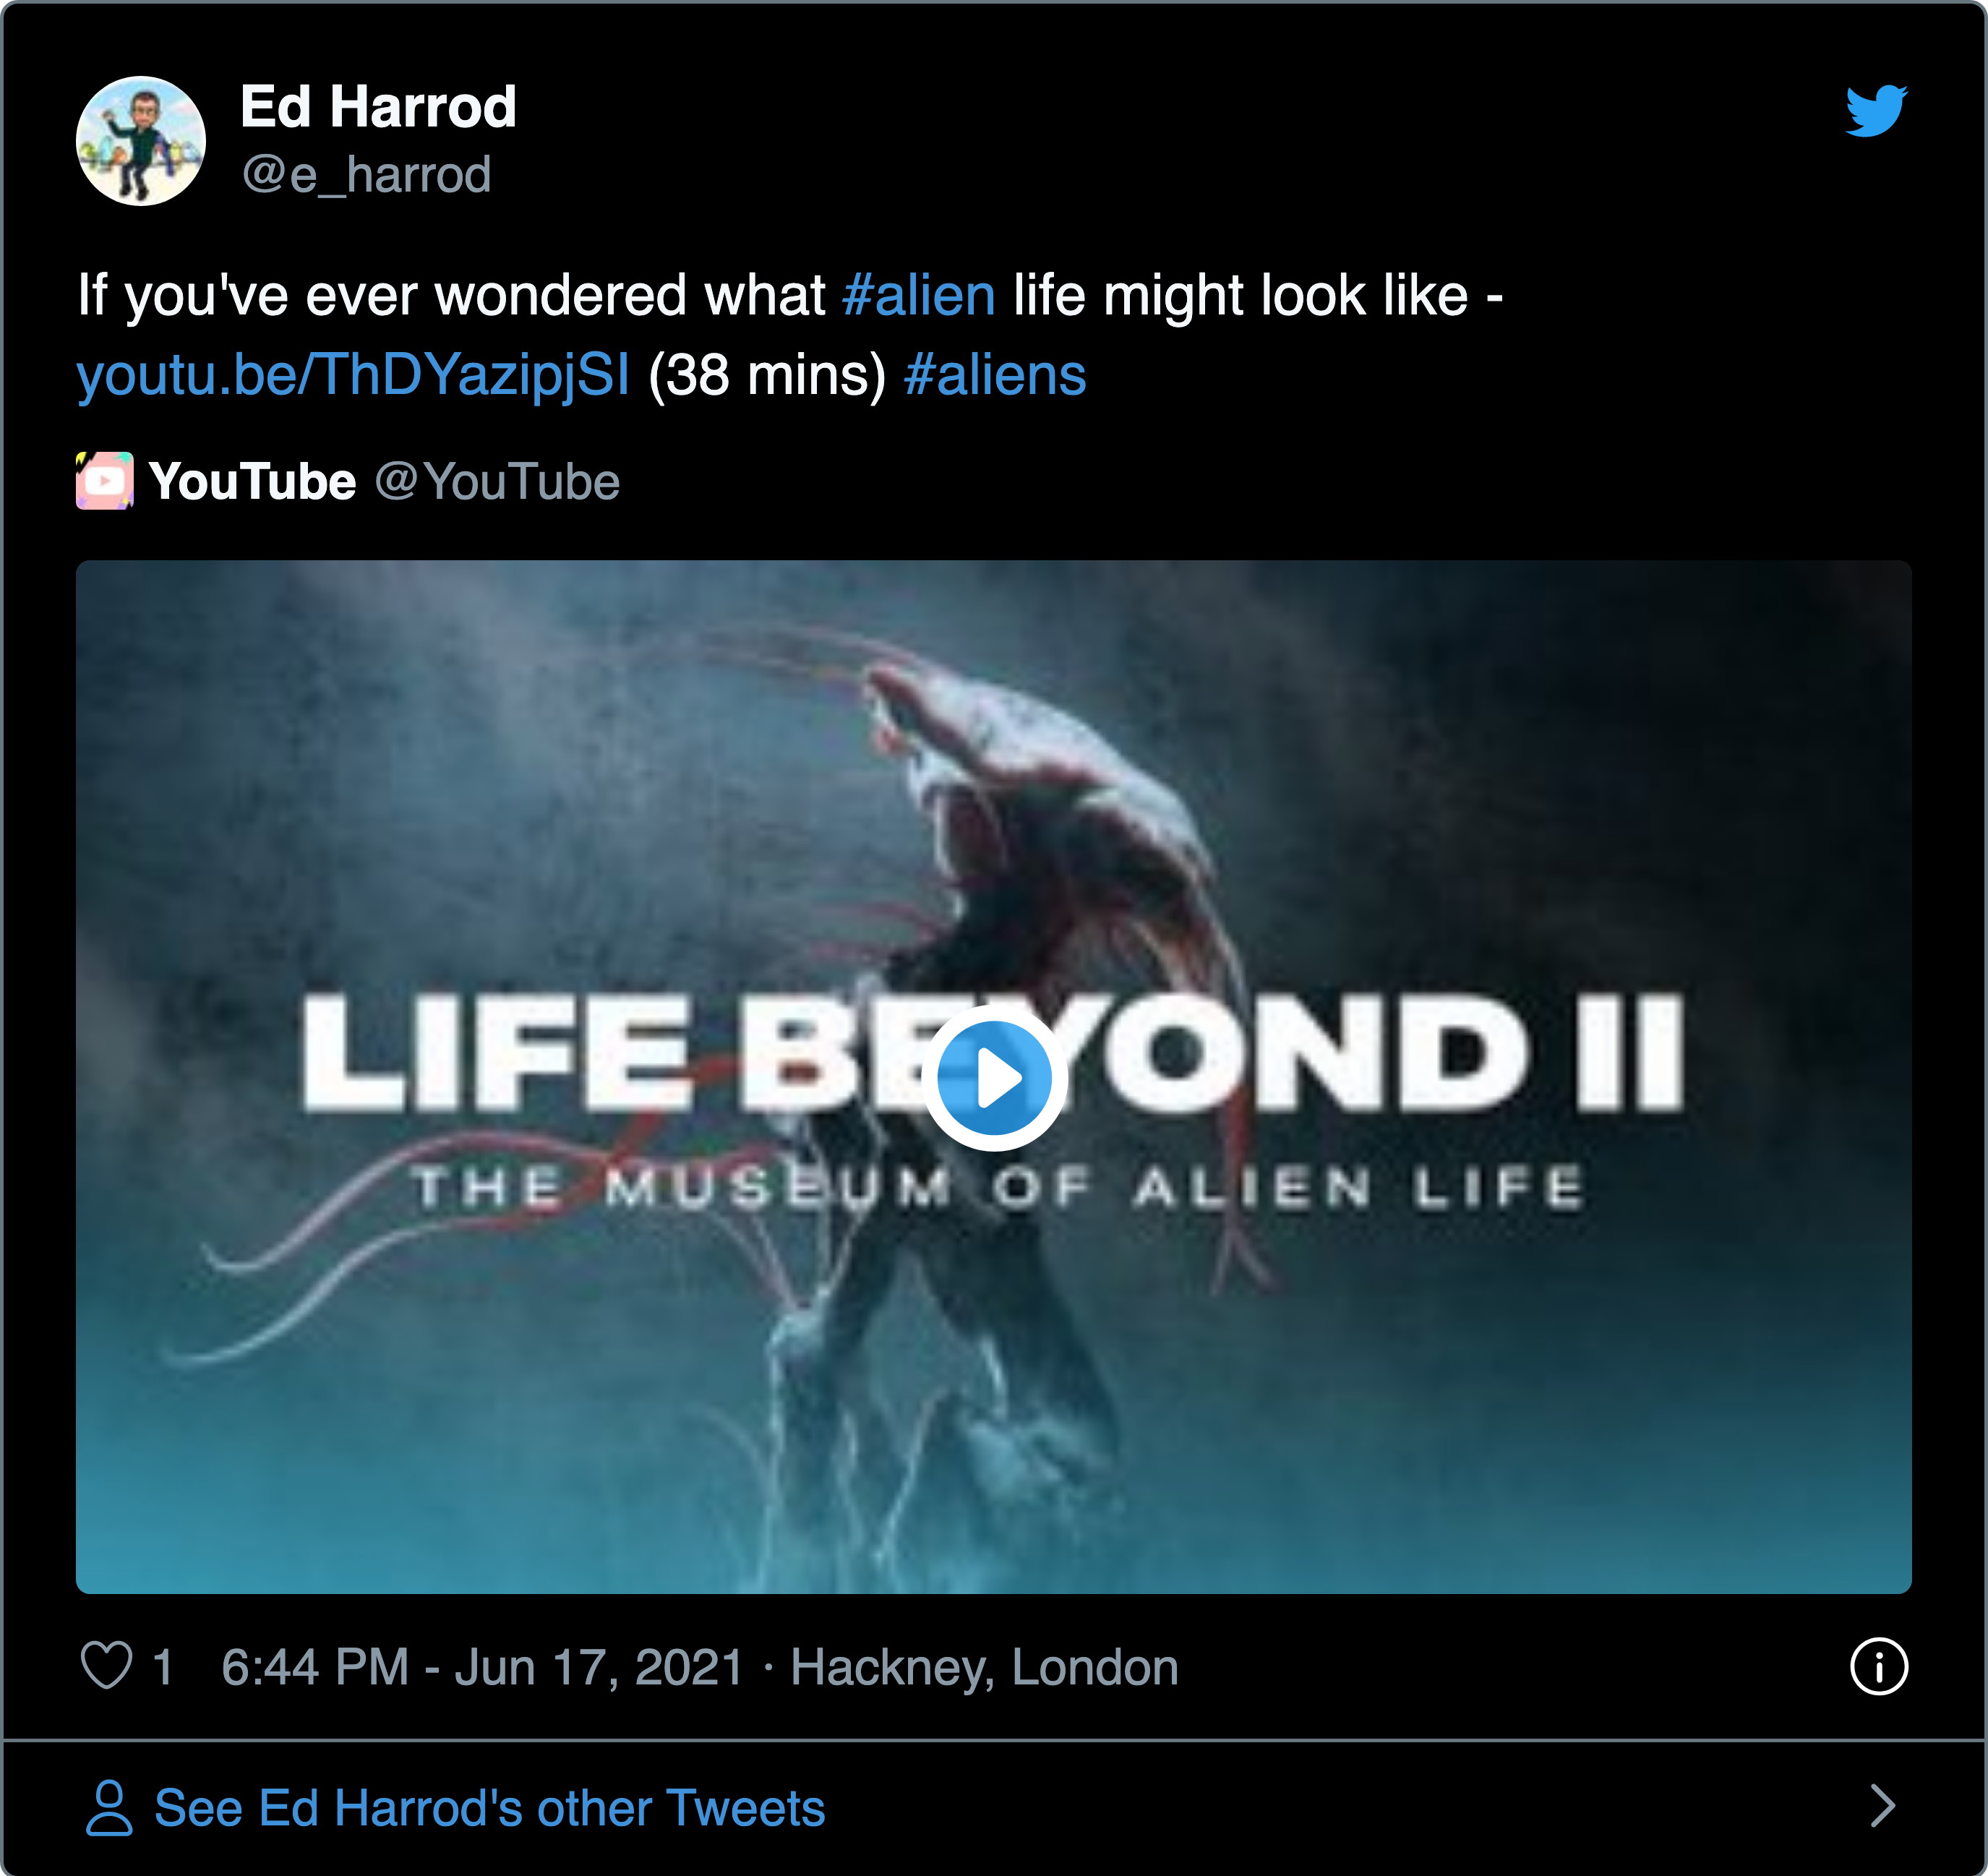 Ed Harrod
@e_harrod
If you've ever wondered what #alien life might look like -
youtu.be/ThDYazipjSI (38 mins) #aliens
YouTube @YouTube
LIFE BEYOND II
THE MUSEUM OF ALIEN LIFE
1 6:44 PM - Jun 17, 2021 · Hackney, London
See Ed Harrod's other Tweets